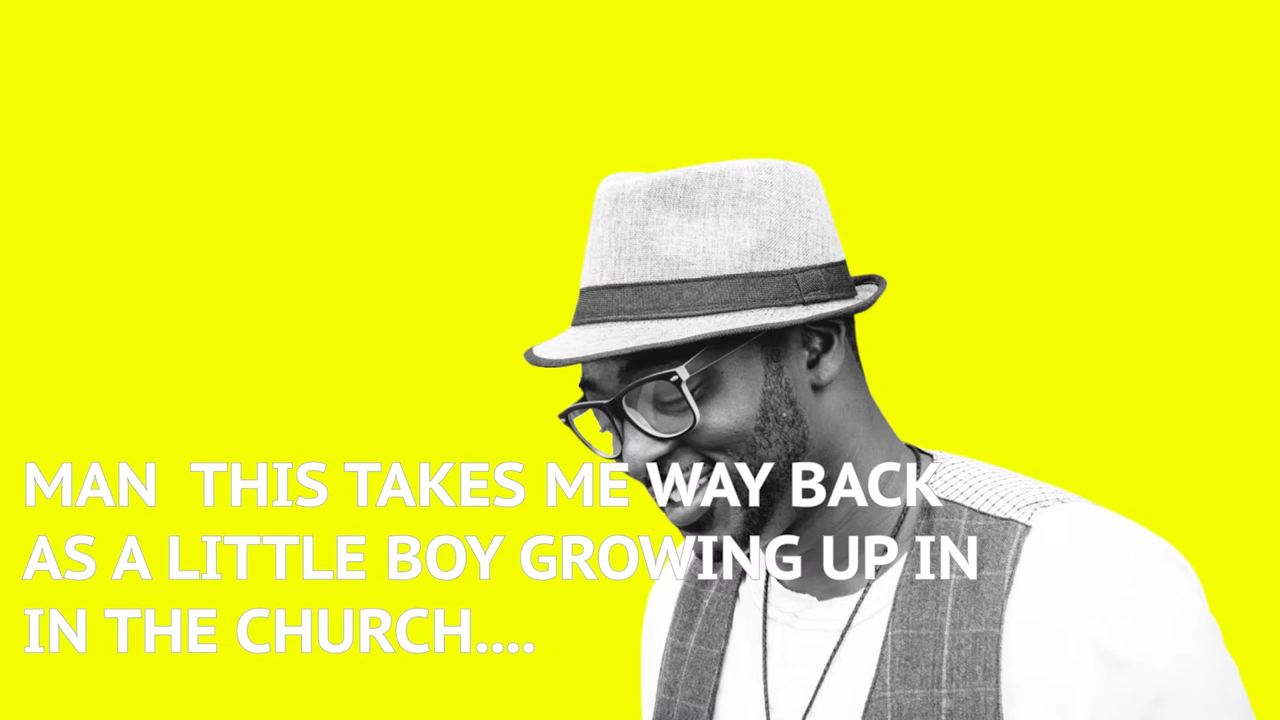 MAN  THIS TAKES ME WAY BACK
AS A LITTLE BOY GROWING UP IN
IN THE CHURCH....